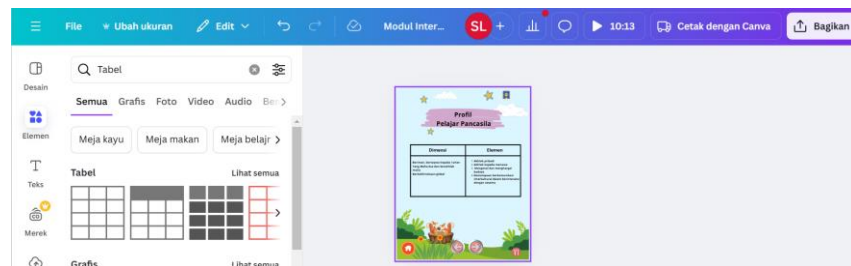 File Ubah ukuran Edit Modul Inter... SL + 10:13 Cetak dengan Canva Bagikan
Desain
Elemen
Teks
Merek
Tabel
Semua Grafis Foto Video Audio
Meja kayu Meja makan Meja belajr
Tabel Lihat semua
Grafis Lihat semua
Profil
Pelajar Pancasila
Dimensi Elemen